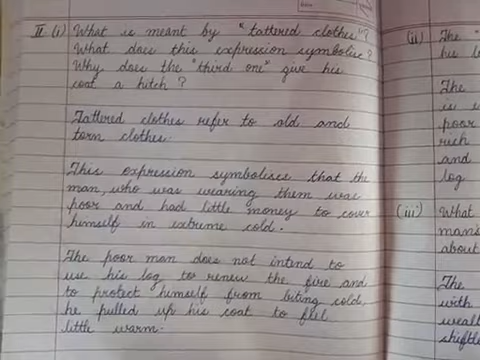 II (i) What is meant by "tattered clothes"?
What does this expression symbolise?
Why does the "third one" give his
coat a hitch?
Tattered clothes refer to old and
torn clothes.
This expression symbolises that the
man, who was wearing them was
poor and had little money to cover
himself in extreme cold.
The poor man does not intend to
use his log to renew the fire and
to protect himself from biting cold,
he pulled up his coat to feel
little warm.
(ii) The "
his lo
The
is e
poor
rich
and
log
(iii) What
man's
about
The
with
wealt
shiftle